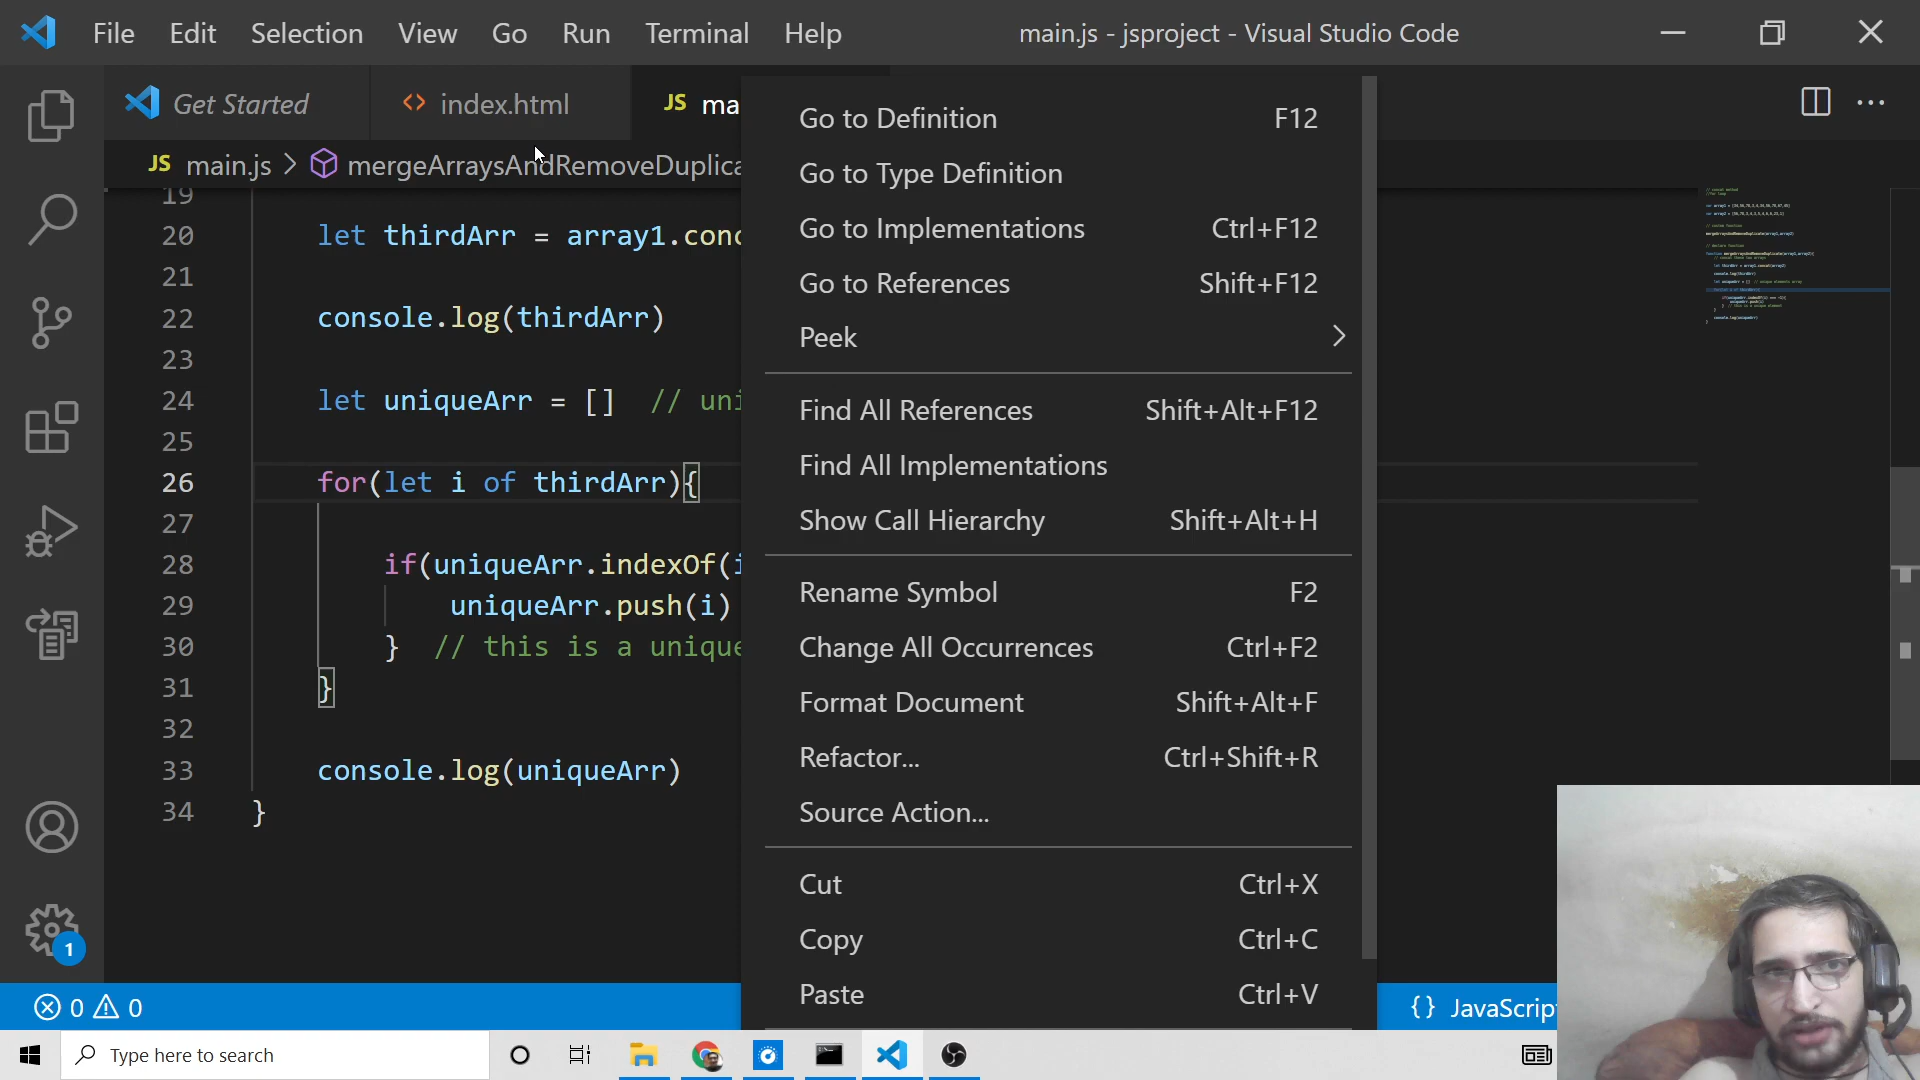 File Edit Selection View Go Run Terminal Help main.js - jsproject - Visual Studio Code
Get Started
<> index.html
JS ma
JS main.js > mergeArraysAndRemoveDuplica
19
20 let thirdArr = array1.conc
21
22 console.log(thirdArr)
23
24 let uniqueArr = [] // uni
25
26 for(let i of thirdArr){
27
28 if(uniqueArr.indexOf(i
29 uniqueArr.push(i)
30 } // this is a unique
31 }
32
33 console.log(uniqueArr)
34 }
Go to Definition F12
Go to Type Definition
Go to Implementations Ctrl+F12
Go to References Shift+F12
Peek
Find All References Shift+Alt+F12
Find All Implementations
Show Call Hierarchy Shift+Alt+H
Rename Symbol F2
Change All Occurrences Ctrl+F2
Format Document Shift+Alt+F
Refactor... Ctrl+Shift+R
Source Action...
Cut Ctrl+X
Copy Ctrl+C
Paste Ctrl+V
1
0 0
{} JavaScrip
Type here to search